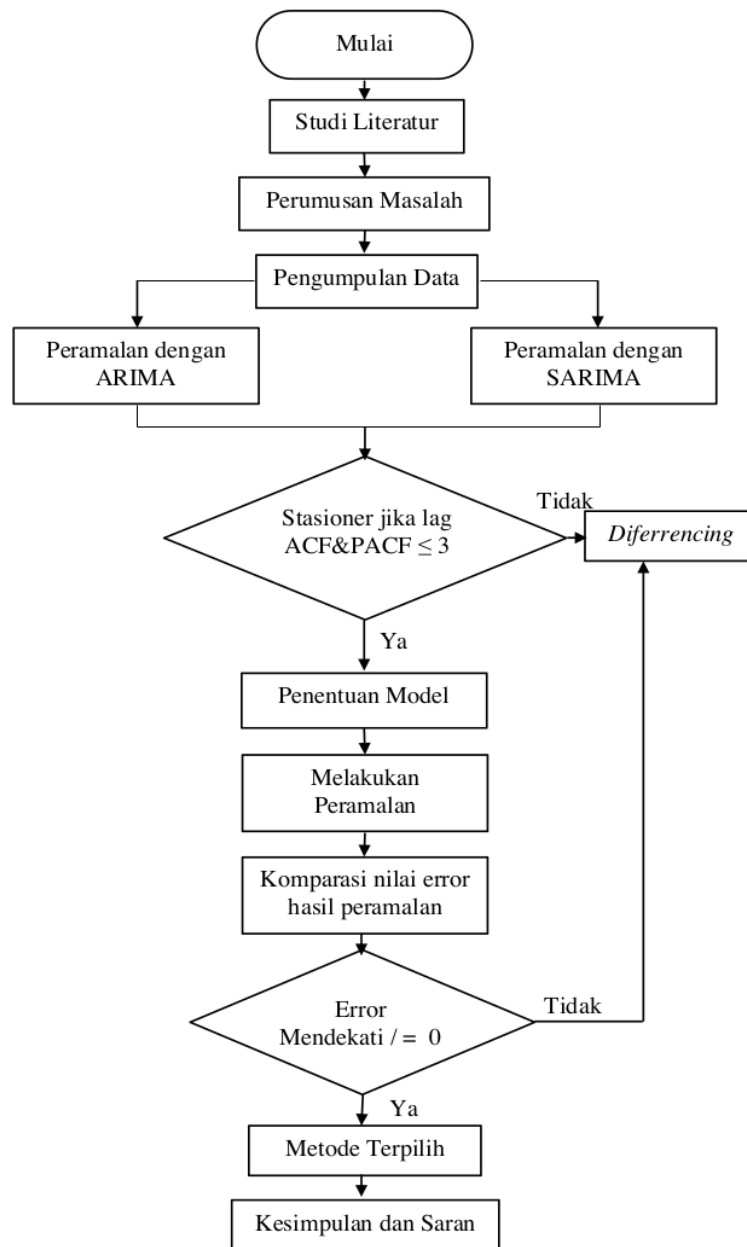 Mulai
Studi Literatur
Perumusan Masalah
Pengumpulan Data
Peramalan dengan
ARIMA
Peramalan dengan
SARIMA
Stasioner jika lag
ACF&PACF ≤ 3
Tidak
Diferrencing
Ya
Penentuan Model
Melakukan
Peramalan
Komparasi nilai error
hasil peramalan
Error
Mendekati / = 0
Tidak
Ya
Metode Terpilih
Kesimpulan dan Saran